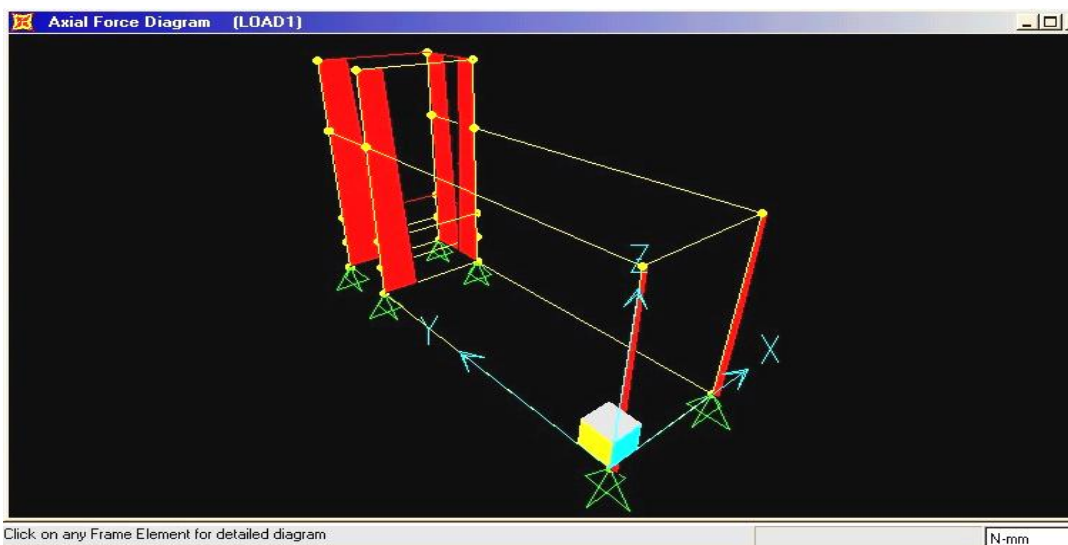 Axial Force Diagram (LOAD1)
Z
Y
X
Click on any Frame Element for detailed diagram
N-mm